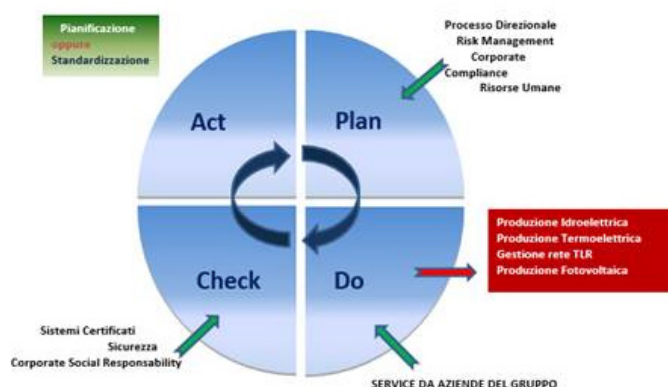 Pianificazione
oppure
Standardizzazione
Processo Direzionale
Risk Management
Corporate
Compliance
Risorse Umane
Act
Plan
Check
Do
Produzione Idroelettrica
Produzione Termoelettrica
Gestione rete TLR
Produzione Fotovoltaica
Sistemi Certificati
Sicurezza
Corporate Social Responsability
SERVICE DA AZIENDE DEL GRUPPO